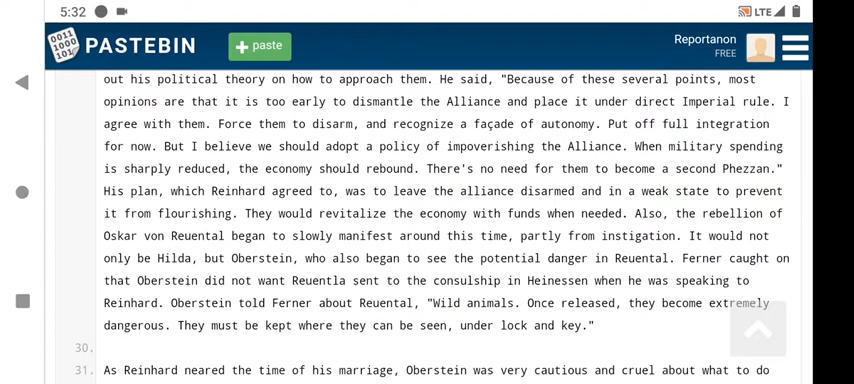 5:32
LTE
0011
1000
101
PASTEBIN
+ paste
Reportanon
FREE
out his political theory on how to approach them. He said, "Because of these several points, most
opinions are that it is too early to dismantle the Alliance and place it under direct Imperial rule. I
agree with them. Force them to disarm, and recognize a façade of autonomy. Put off full integration
for now. But I believe we should adopt a policy of impoverishing the Alliance. When military spending
is sharply reduced, the economy should rebound. There's no need for them to become a second Phezzan."
His plan, which Reinhard agreed to, was to leave the alliance disarmed and in a weak state to prevent
it from flourishing. They would revitalize the economy with funds when needed. Also, the rebellion of
Oskar von Reuental began to slowly manifest around this time, partly from instigation. It would not
only be Hilda, but Oberstein, who also began to see the potential danger in Reuental. Ferner caught on
that Oberstein did not want Reuentla sent to the consulship in Heinessen when he was speaking to
Reinhard. Oberstein told Ferner about Reuental, "Wild animals. Once released, they become extremely
dangerous. They must be kept where they can be seen, under lock and key."
30.
31. As Reinhard neared the time of his marriage, Oberstein was very cautious and cruel about what to do